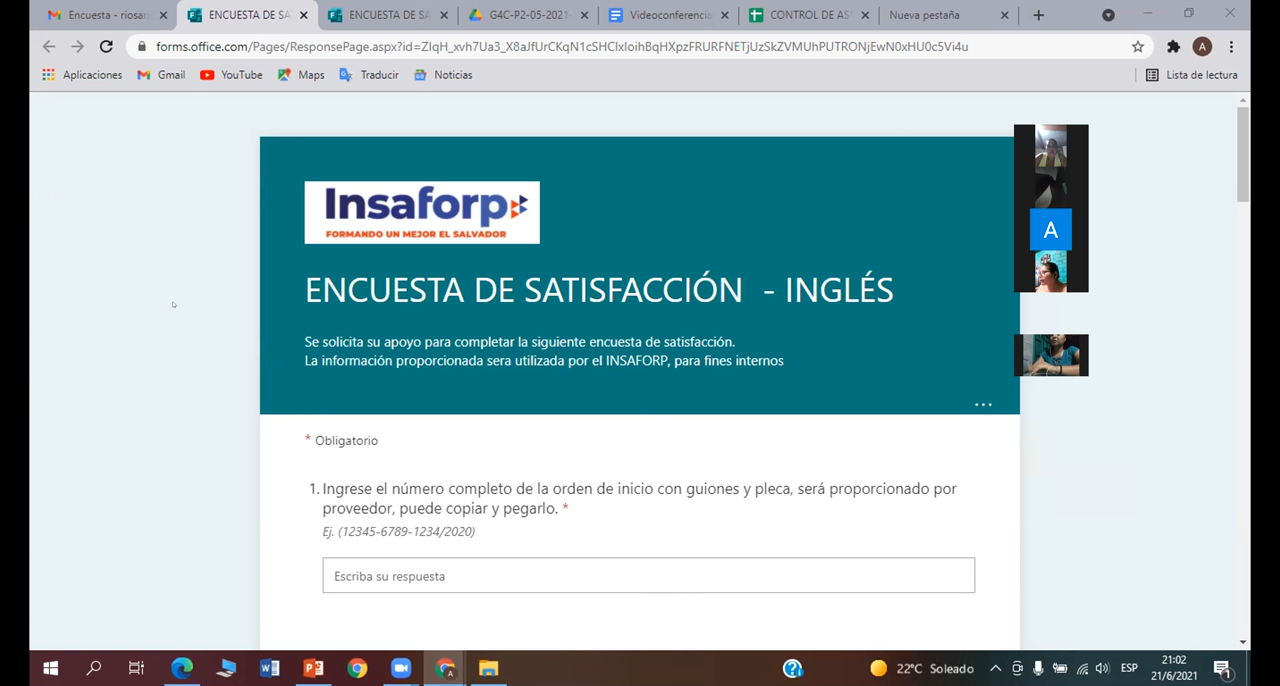 Encuesta - riosar
ENCUESTA DE SA
ENCUESTA DE SA
G4C-P2-05-2021-
Videoconferencia
CONTROL DE AS
Nueva pestaña
forms.office.com/Pages/ResponsePage.aspx?id=ZIqH_xvh7Ua3_X8aJfUrCKqN1cSHClxloihBqHXpzFRURFNETjUzSkZVMUhPUTRONjEwN0xHU0c5Vi4u
A
Aplicaciones
Gmail
YouTube
Maps
Traducir
Noticias
Lista de lectura
Insaforp
FORMANDO UN MEJOR EL SALVADOR
A
ENCUESTA DE SATISFACCIÓN - INGLÉS
Se solicita su apoyo para completar la siguiente encuesta de satisfacción.
La información proporcionada sera utilizada por el INSAFORP, para fines internos
...
* Obligatorio
1. Ingrese el número completo de la orden de inicio con guiones y pleca, será proporcionado por
proveedor, puede copiar y pegarlo. *
Ej. (12345-6789-1234/2020)
Escriba su respuesta
22°C Soleado
ESP
21:02
21/6/2021
1